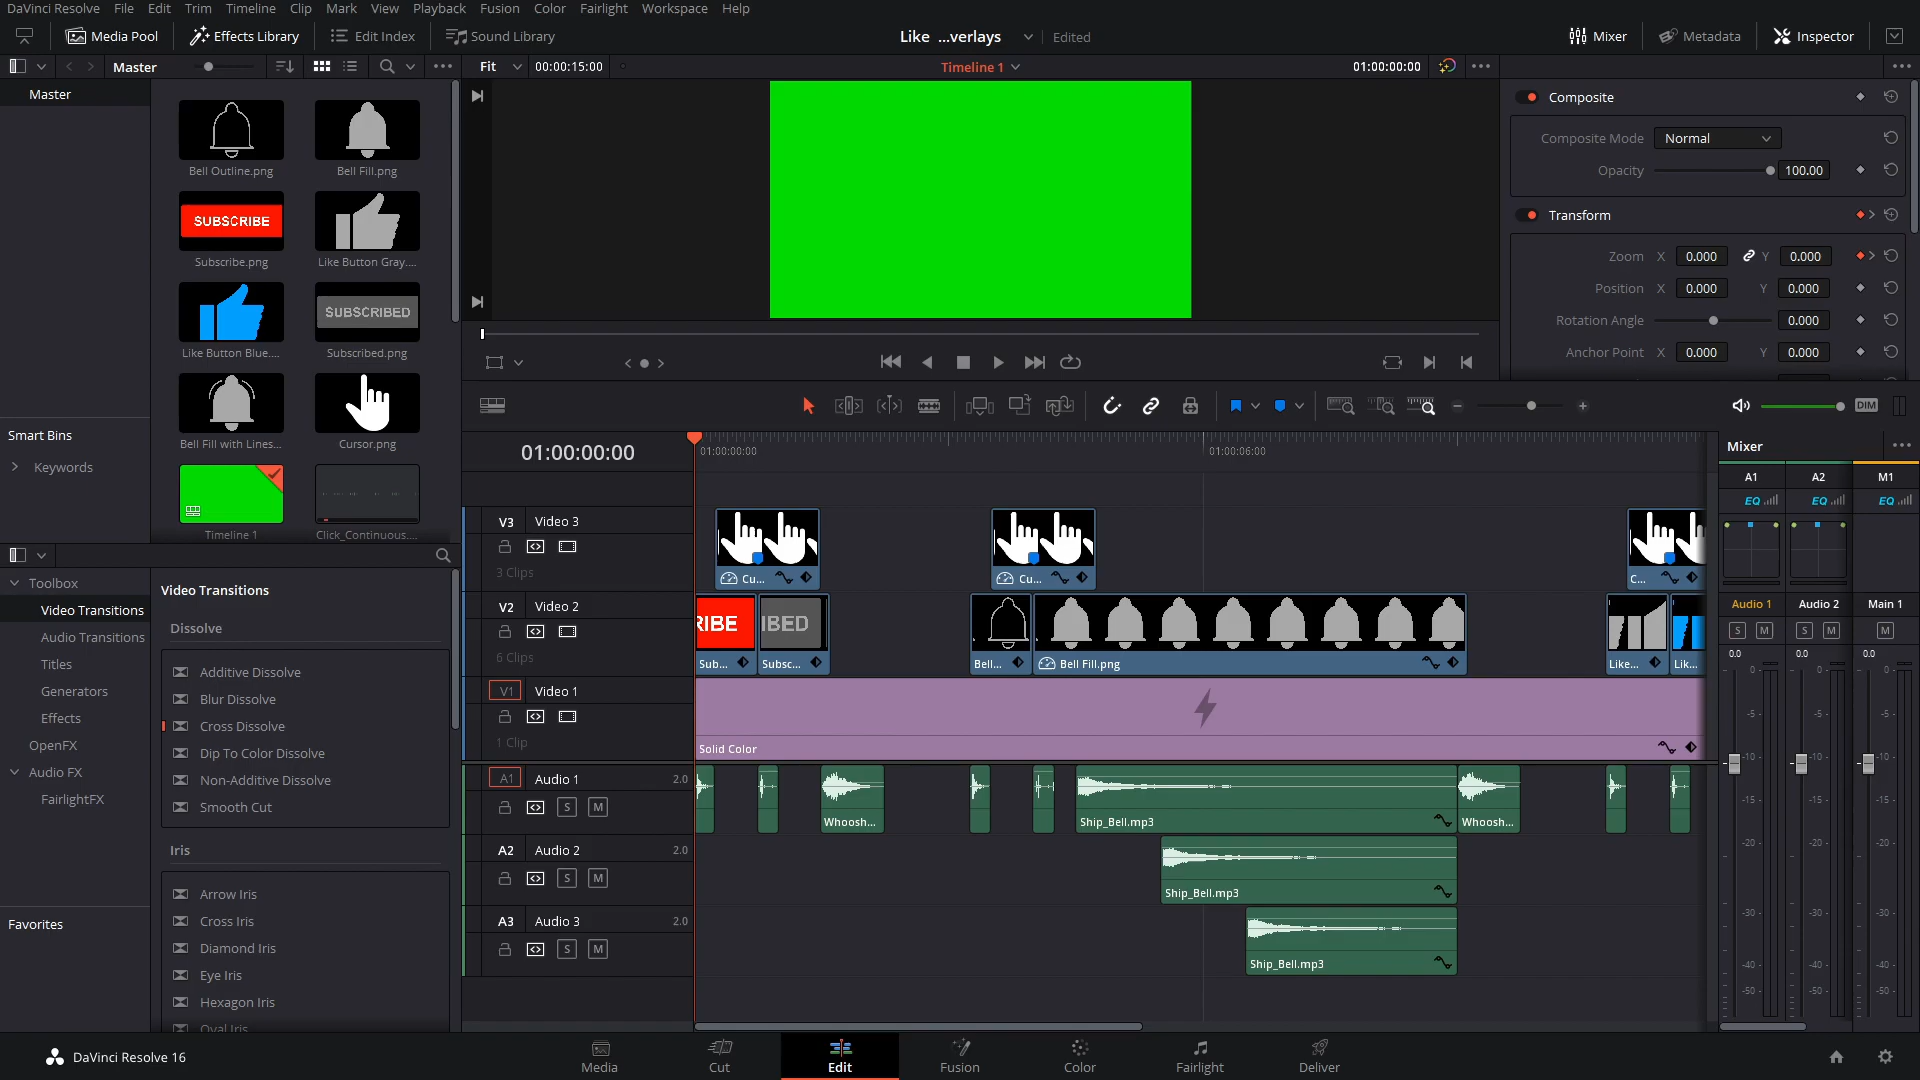 DaVinci Resolve File Edit Trim Timeline Clip Mark View Playback Fusion Color Fairlight Workspace Help
Media Pool Effects Library Edit Index Sound Library Like ...verlays Edited Mixer Metadata Inspector
Master Fit 00:00:15:00 Timeline 1 01:00:00:00
Master
Bell Outline.png Bell Fill.png
SUBSCRIBE
Subscribe.png Like Button Gray....
SUBSCRIBED
Like Button Blue.... Subscribed.png
Bell Fill with Lines... Cursor.png
Timeline 1 Click_Continuous....
Smart Bins
Keywords
Composite
Composite Mode Normal
Opacity 100.00
Transform
Zoom X 0.000 Y 0.000
Position X 0.000 Y 0.000
Rotation Angle 0.000
Anchor Point X 0.000 Y 0.000
Toolbox
Video Transitions
Audio Transitions
Titles
Generators
Effects
OpenFX
Audio FX
FairlightFX
Favorites
Video Transitions
Dissolve
Additive Dissolve
Blur Dissolve
Cross Dissolve
Dip To Color Dissolve
Non-Additive Dissolve
Smooth Cut
Iris
Arrow Iris
Cross Iris
Diamond Iris
Eye Iris
Hexagon Iris
Oval Iris
DIM
01:00:00:00 01:00:00:00 01:00:06:00
V3 Video 3
3 Clips
Cu... Cu... C...
V2 Video 2
6 Clips
RIBE IBED
Sub... Subsc... Bell... Bell Fill.png Like... Lik...
V1 Video 1
1 Clip
Solid Color
A1 Audio 1 2.0
S M
Whoosh... Ship_Bell.mp3 Whoosh...
A2 Audio 2 2.0
S M
Ship_Bell.mp3
A3 Audio 3 2.0
S M
Ship_Bell.mp3
Mixer
A1 A2 M1
EQ EQ EQ
Audio 1 Audio 2 Main 1
S M S M M
0.0 0.0 0.0
0 0 0
-5 -5 -5
-10 -10 -10
-15 -15 -15
-20 -20 -20
-30 -30 -30
-40 -40 -40
-50 -50 -50
DaVinci Resolve 16 Media Cut Edit Fusion Color Fairlight Deliver